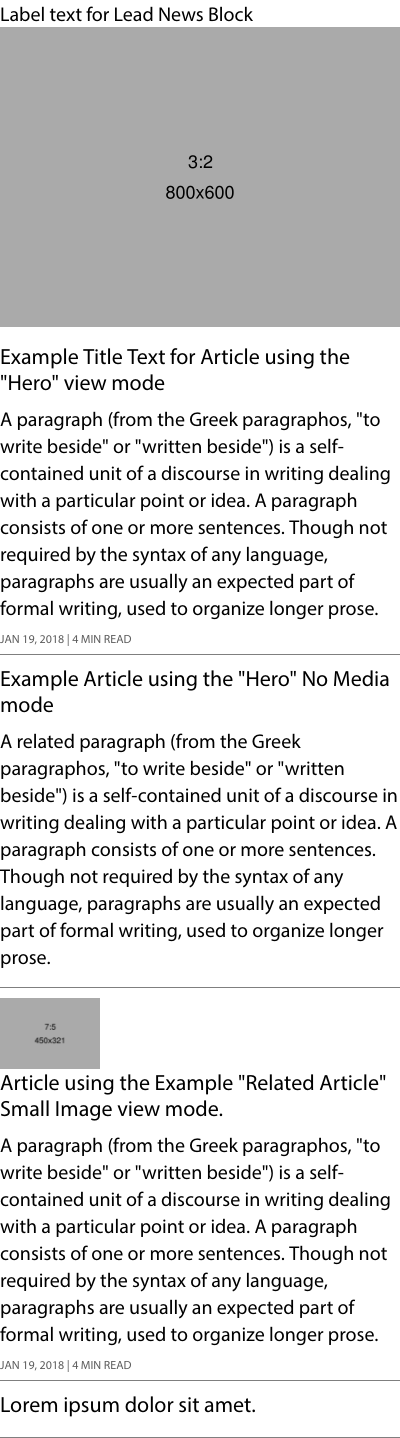 Label text for Lead News Block
3:2
800x600
Example Title Text for Article using the
"Hero" view mode
A paragraph (from the Greek paragraphos, "to
write beside" or "written beside") is a self-
contained unit of a discourse in writing dealing
with a particular point or idea. A paragraph
consists of one or more sentences. Though not
required by the syntax of any language,
paragraphs are usually an expected part of
formal writing, used to organize longer prose.
JAN 19, 2018 | 4 MIN READ
Example Article using the "Hero" No Media
mode
A related paragraph (from the Greek
paragraphos, "to write beside" or "written
beside") is a self-contained unit of a discourse in
writing dealing with a particular point or idea. A
paragraph consists of one or more sentences.
Though not required by the syntax of any
language, paragraphs are usually an expected
part of formal writing, used to organize longer
prose.
7:5
450x321
Article using the Example "Related Article"
Small Image view mode.
A paragraph (from the Greek paragraphos, "to
write beside" or "written beside") is a self-
contained unit of a discourse in writing dealing
with a particular point or idea. A paragraph
consists of one or more sentences. Though not
required by the syntax of any language,
paragraphs are usually an expected part of
formal writing, used to organize longer prose.
JAN 19, 2018 | 4 MIN READ
Lorem ipsum dolor sit amet.